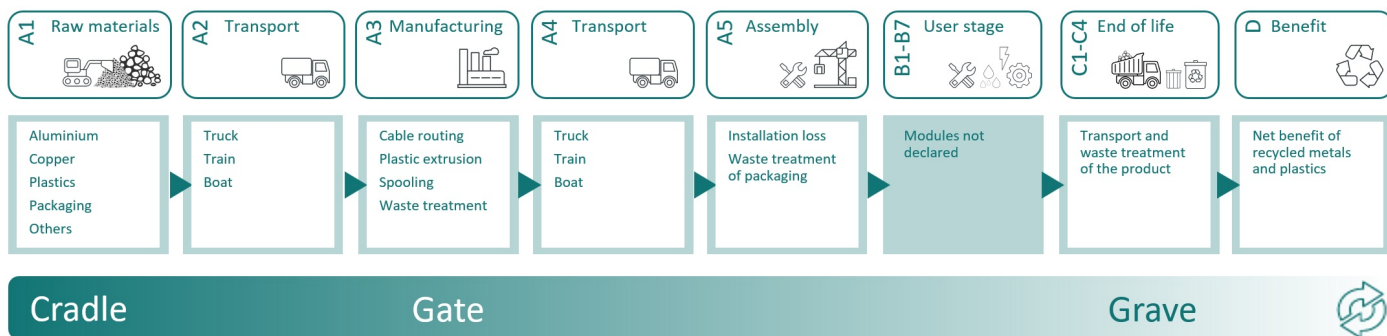 A1 Raw materials
A2 Transport
A3 Manufacturing
A4 Transport
A5 Assembly
B1-B7 User stage
C1-C4 End of life
D Benefit
Aluminium
Copper
Plastics
Packaging
Others
Truck
Train
Boat
Cable routing
Plastic extrusion
Spooling
Waste treatment
Truck
Train
Boat
Installation loss
Waste treatment
of packaging
Modules not
declared
Transport and
waste treatment
of the product
Net benefit of
recycled metals
and plastics
Cradle
Gate
Grave